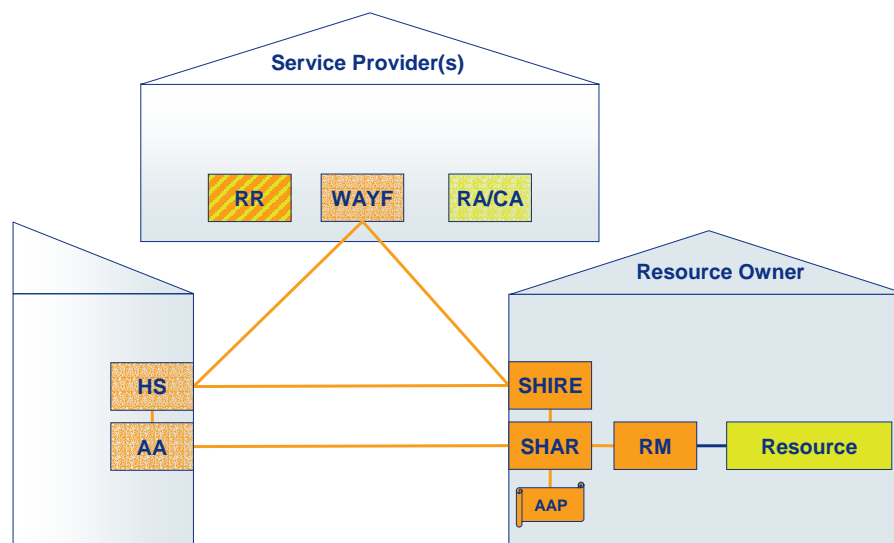 Service Provider(s)
RR
WAYF
RA/CA
Resource Owner
HS
SHIRE
AA
SHAR
RM
Resource
AAP